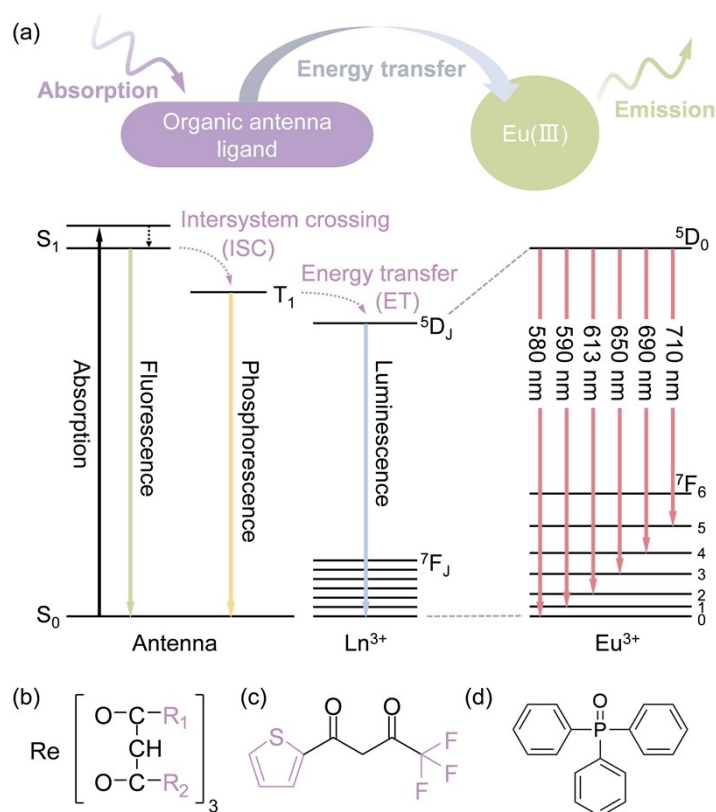 (a)
Absorption
Energy transfer
Emission
Organic antenna
ligand
Eu(III)
S₁
Intersystem crossing
(ISC)
T₁
Energy transfer
(ET)
⁵D_J
⁵D₀
Absorption
Fluorescence
Phosphorescence
Luminescence
580 nm
590 nm
613 nm
650 nm
690 nm
710 nm
⁷F_J
⁷F₆
5
4
3
2
1
0
S₀
Antenna
Ln³⁺
Eu³⁺
(b)
Re
O
C
R₁
CH
O
C
R₂
3
(c)
O
O
S
F
F
F
(d)
O
P